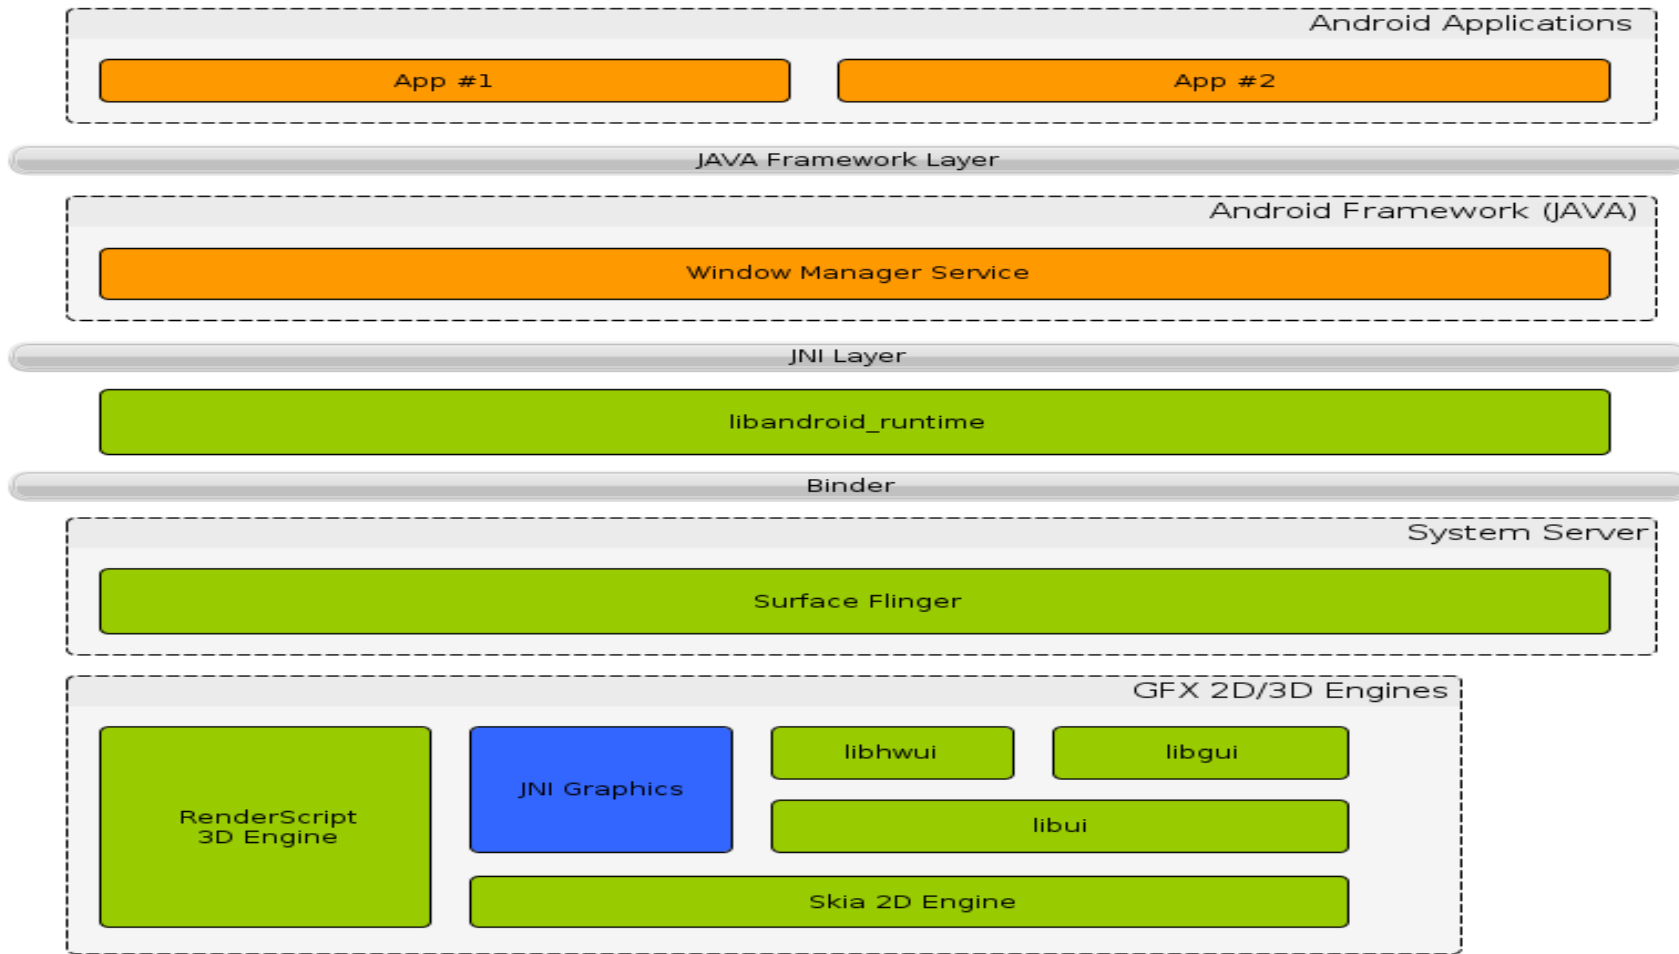 Android Applications
App #1
App #2
JAVA Framework Layer
Android Framework (JAVA)
Window Manager Service
JNI Layer
libandroid_runtime
Binder
System Server
Surface Flinger
GFX 2D/3D Engines
RenderScript
3D Engine
JNI Graphics
libhwui
libgui
libui
Skia 2D Engine